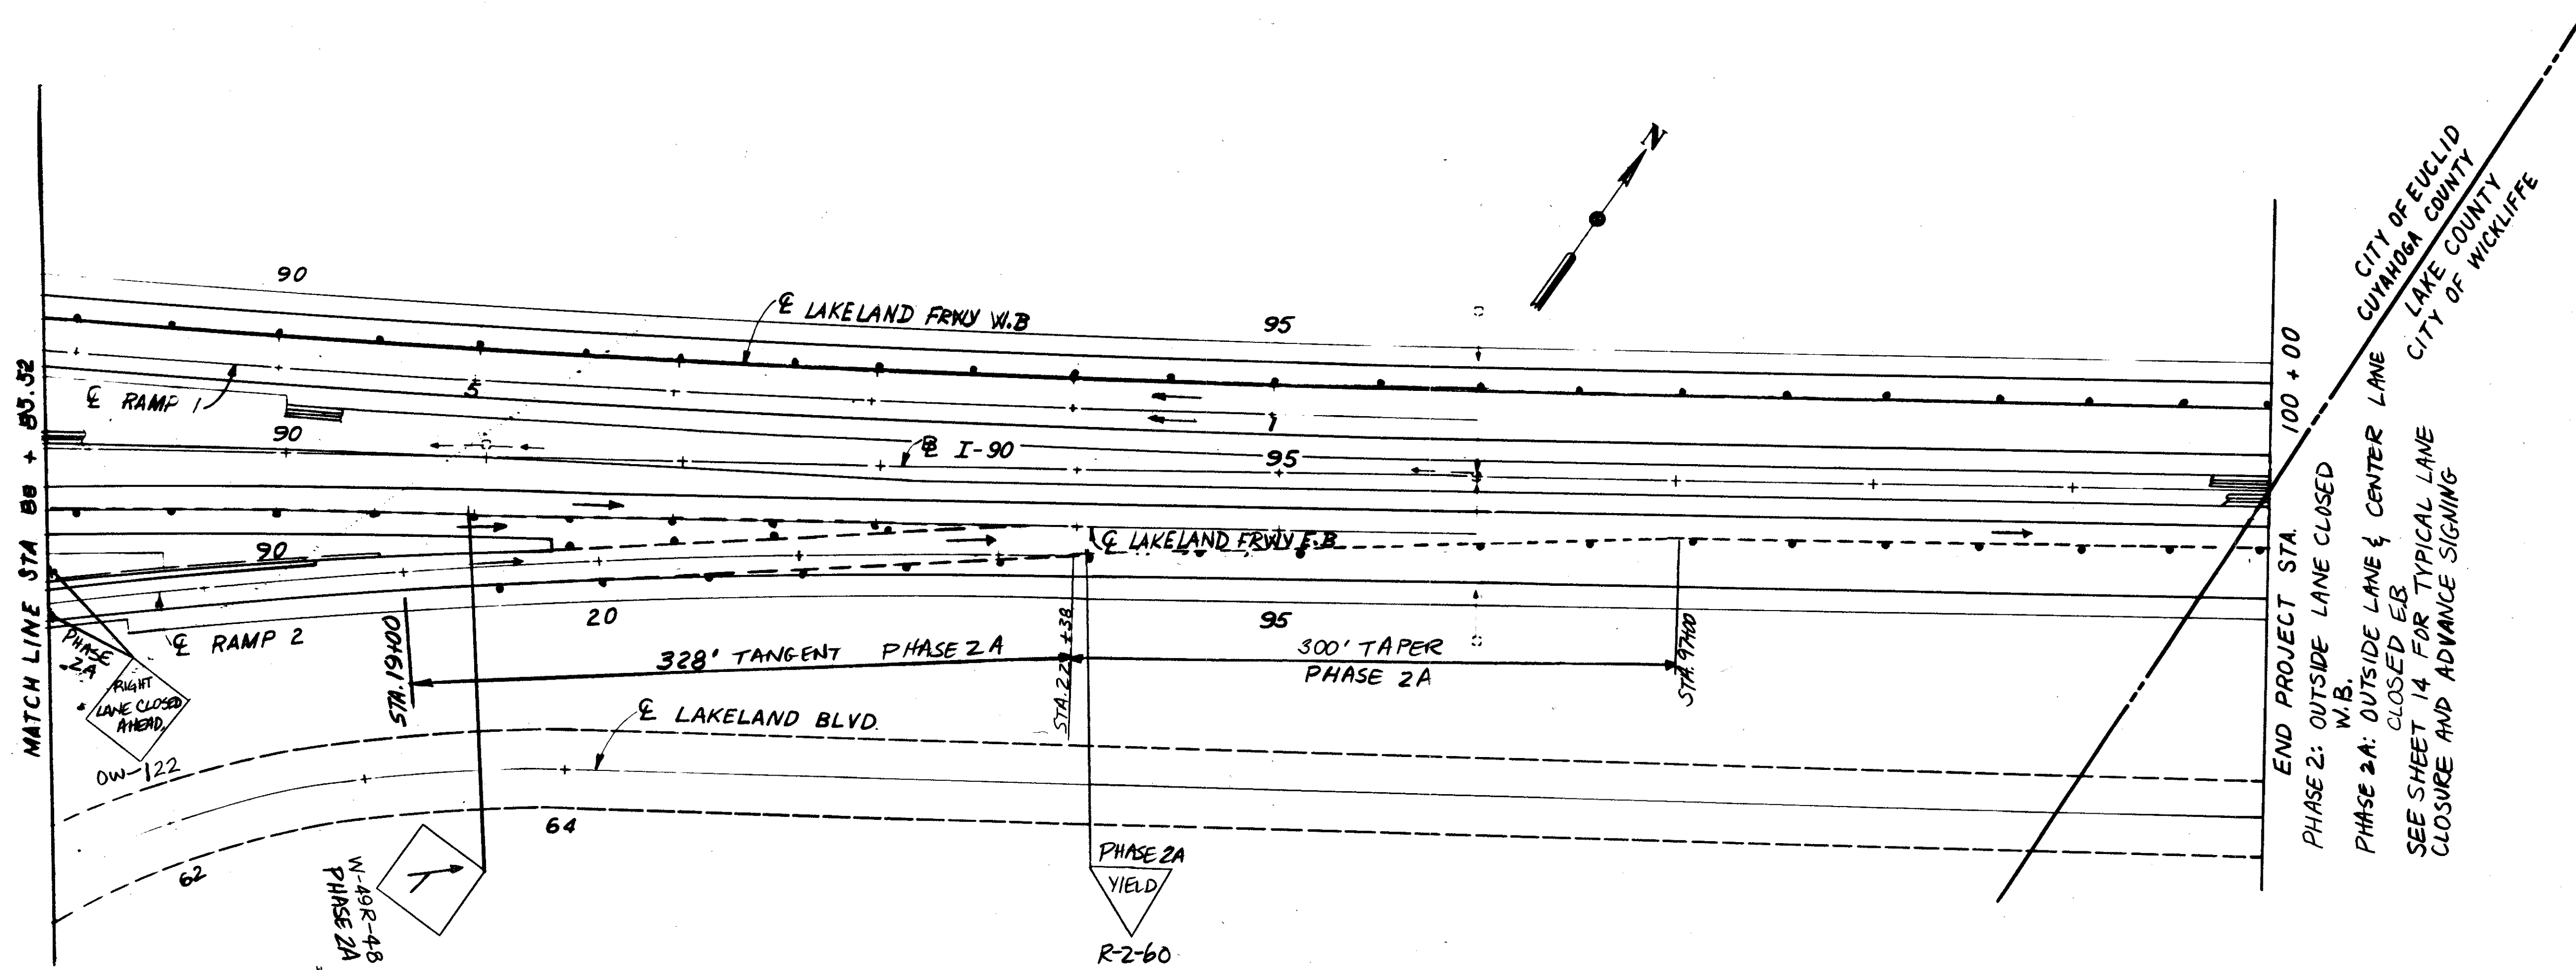 MATCH LINE STA 88 + 85.52
90
℄ LAKELAND FRWY W.B
95
N
℄ RAMP 1
5
1
90
℄ I-90
95
90
℄ LAKELAND FRWY E.B
℄ RAMP 2
20
95
PHASE
2A
RIGHT
LANE CLOSED
AHEAD
OW-122
STA. 19+00
328' TANGENT PHASE 2A
STA. 22+38
300' TAPER
PHASE 2A
STA. 97+00
℄ LAKELAND BLVD.
64
62
W-49R-48
PHASE 2A
PHASE 2A
YIELD
R-2-60
END PROJECT STA. 100+00
CITY OF EUCLID
CUYAHOGA COUNTY
LAKE COUNTY
CITY OF WICKLIFFE
PHASE 2: OUTSIDE LANE CLOSED
W.B.
PHASE 2A: OUTSIDE LANE & CENTER LANE
CLOSED E.B.
SEE SHEET 14 FOR TYPICAL LANE
CLOSURE AND ADVANCE SIGNING